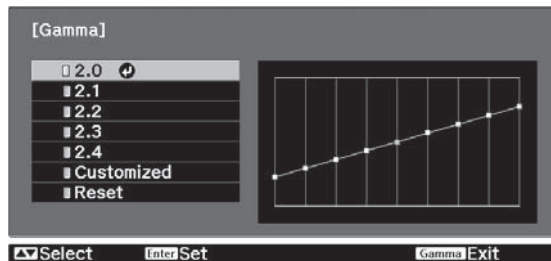 [Gamma]
2.0
2.1
2.2
2.3
2.4
Customized
Reset
Select Enter Set Gamma Exit